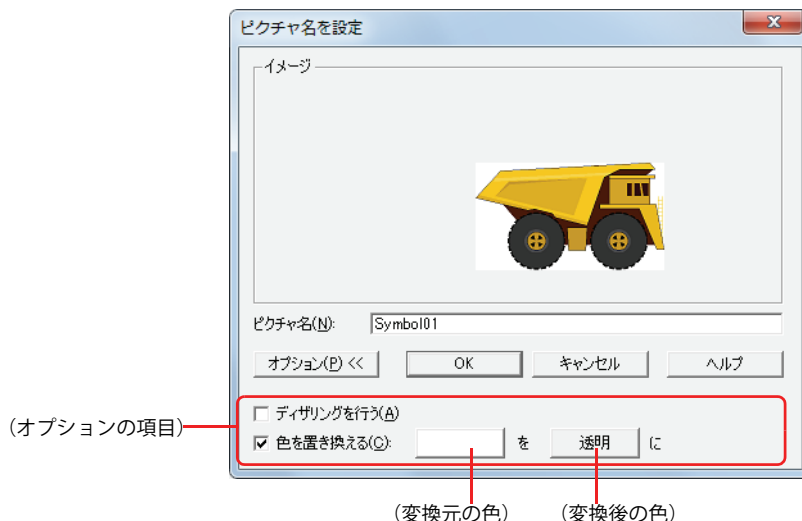 ピクチャ名を設定
イメージ
ピクチャ名(N): Symbol01
オプション(P) << OK キャンセル ヘルプ
ディザリングを行う(A)
(オプションの項目)
色を置き換える(C): を 透明 に
(変換元の色) (変換後の色)